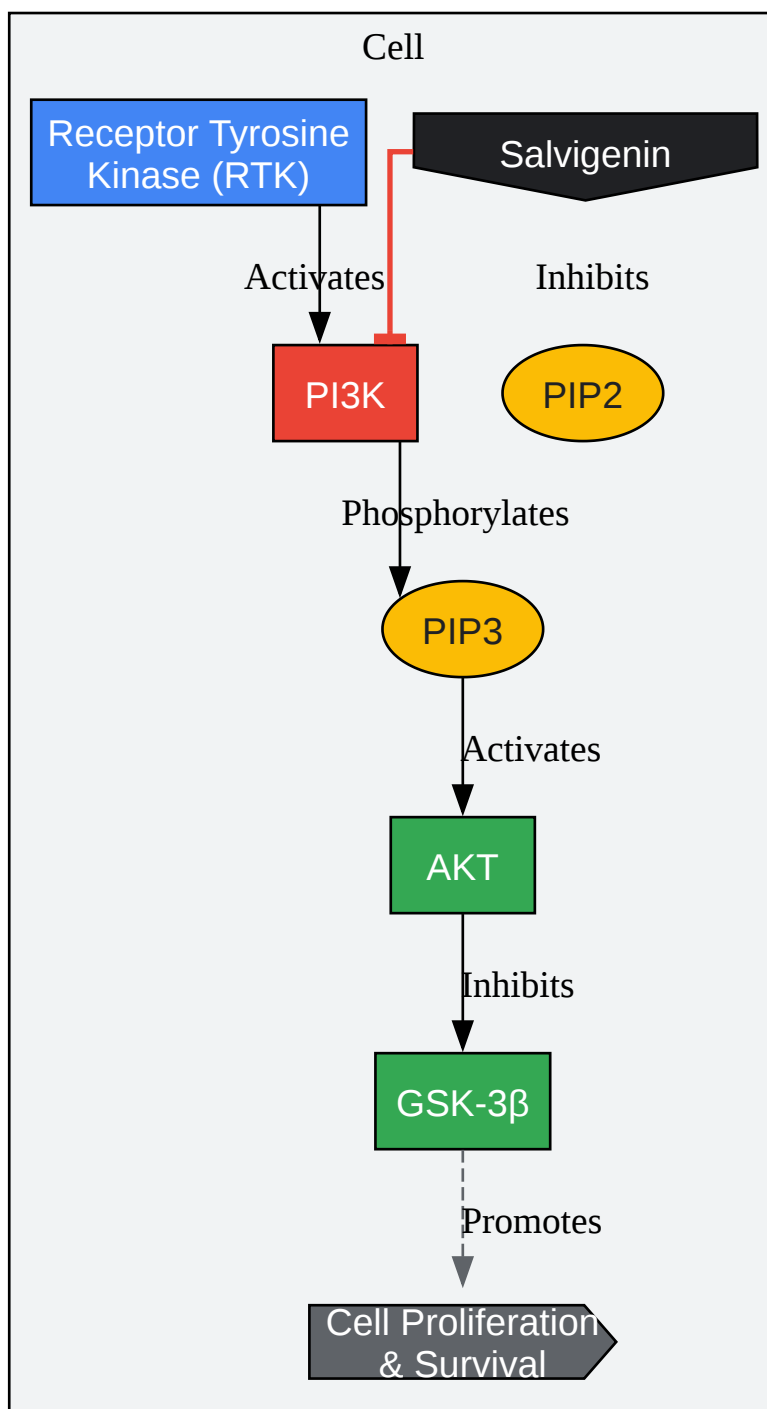 Cell
Receptor Tyrosine
Kinase (RTK)
Salvigenin
Activates
Inhibits
PI3K
PIP2
Phosphorylates
PIP3
Activates
AKT
Inhibits
GSK-3β
Promotes
Cell Proliferation
& Survival